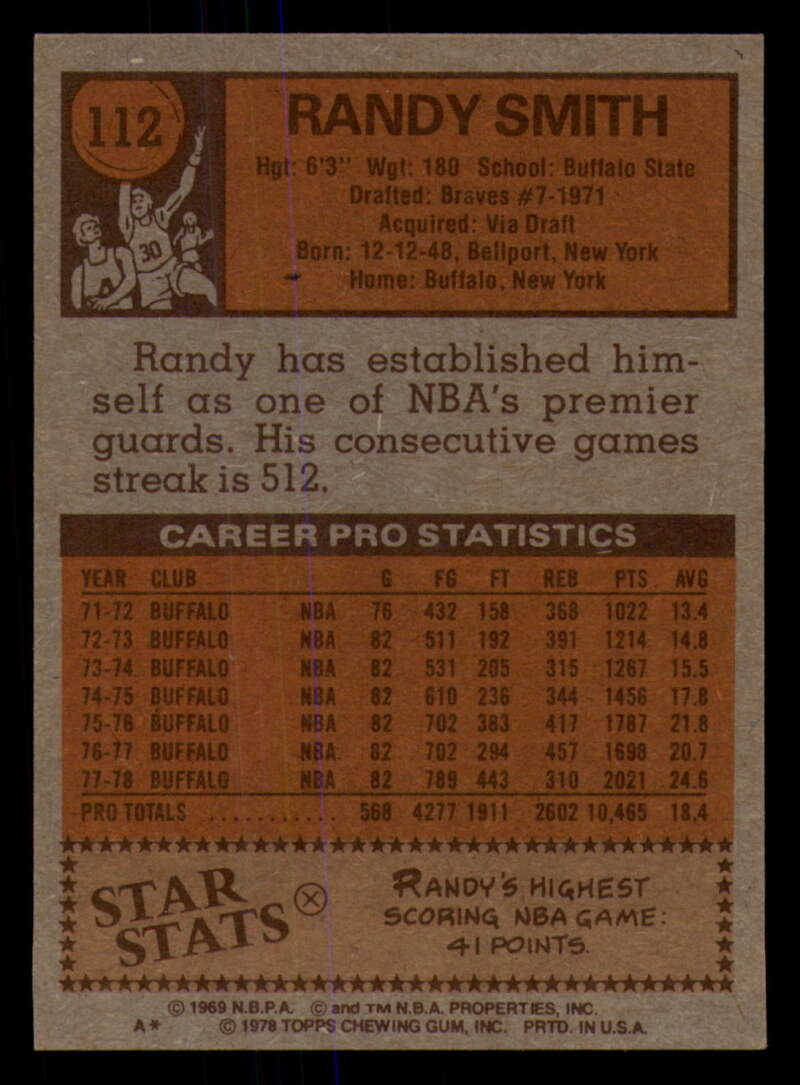 112
RANDY SMITH
Hgt: 6'3" Wgt: 180 School: Buffalo State
Drafted: Braves #7-1971
Acquired: Via Draft
Born: 12-12-48, Bellport, New York
Home: Buffalo, New York
30
Randy has established him-
self as one of NBA's premier
guards. His consecutive games
streak is 512.
CAREER PRO STATISTICS
YEAR CLUB G FG FT REB PTS AVG
71-72 BUFFALO NBA 76 432 158 368 1022 13.4
72-73 BUFFALO NBA 82 511 192 391 1214 14.8
73-74 BUFFALO NBA 82 531 205 315 1267 15.5
74-75 BUFFALO NBA 82 610 236 344 1456 17.8
75-76 BUFFALO NBA 82 702 383 417 1787 21.8
76-77 BUFFALO NBA 82 702 294 457 1698 20.7
77-78 BUFFALO NBA 82 789 443 310 2021 24.6
PRO TOTALS ............ 568 4277 1911 2602 10,465 18.4
STAR STATS
RANDY'S HIGHEST
SCORING NBA GAME:
41 POINTS.
© 1969 N.B.P.A. © and TM N.B.A. PROPERTIES, INC.
A* © 1978 TOPPS CHEWING GUM, INC. PRTD. IN U.S.A.